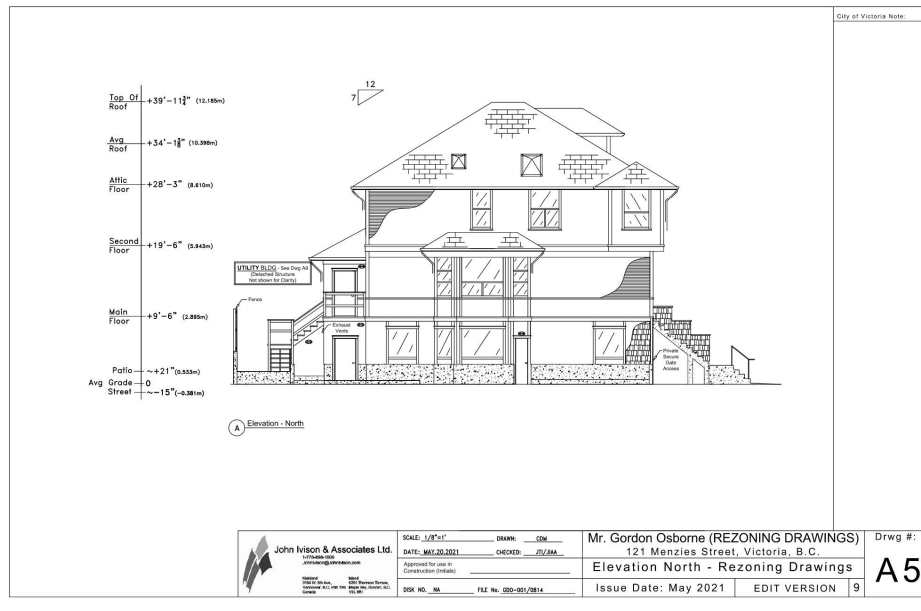 City of Victoria Note:
12
7
Top Of
Roof
+39'-11¾" (12.185m)
Avg
Roof
+34'-1⅞" (10.398m)
Attic
Floor
+28'-3" (8.610m)
Second
Floor
+19'-6" (5.943m)
UTILITY BLDG - See Dwg A9
(Detached Structure
Not shown for Clarity)
Fence
Main
Floor
+9'-6" (2.895m)
Exhaust
Vents
Private
Secure
Gate
Access
Patio ~+21" (0.533m)
Avg Grade 0
Street ~-15" (-0.381m)
A Elevation - North
John Ivison & Associates Ltd.
Mainland
Island
Canada
SCALE: 1/8"=1' DRAWN: CDM
DATE: MAY.20.2021 CHECKED: JTI/JIAA
Approved for use in
Construction (Initials)
DISK NO. NA FILE No. GDO-001/0814
Mr. Gordon Osborne (REZONING DRAWINGS)
121 Menzies Street, Victoria, B.C.
Elevation North - Rezoning Drawings
Issue Date: May 2021 EDIT VERSION 9
Drwg #:
A5